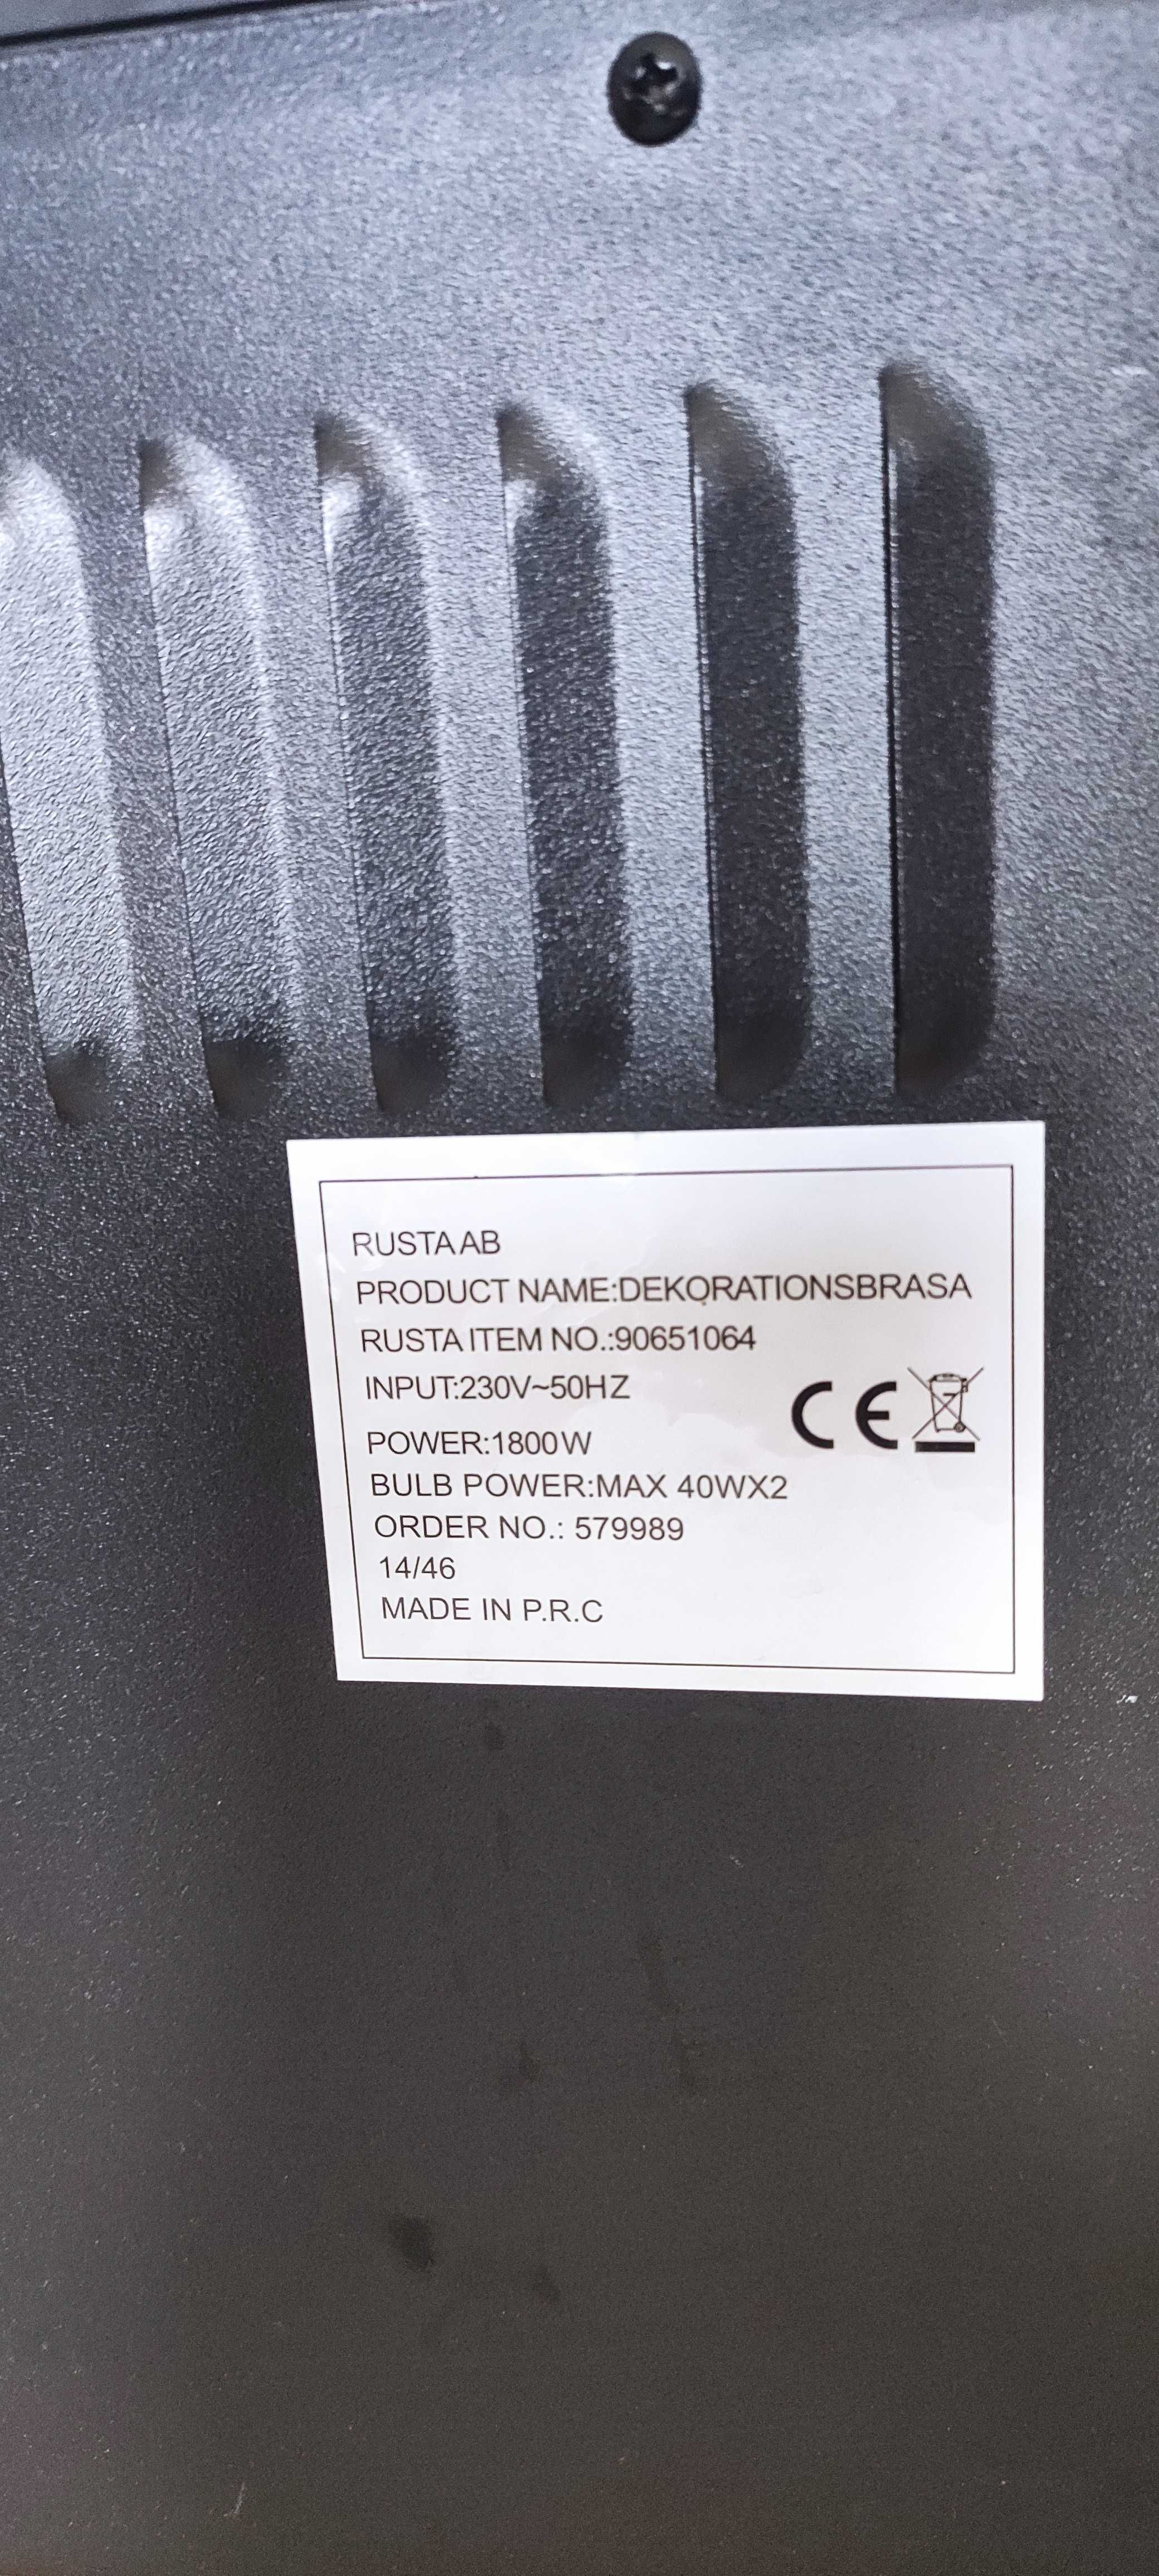 RUSTA AB
PRODUCT NAME:DEKORATIONSBRASA
RUSTA ITEM NO.:90651064
INPUT:230V~50HZ
CE
POWER:1800W
BULB POWER:MAX 40WX2
ORDER NO.: 579989
14/46
MADE IN P.R.C